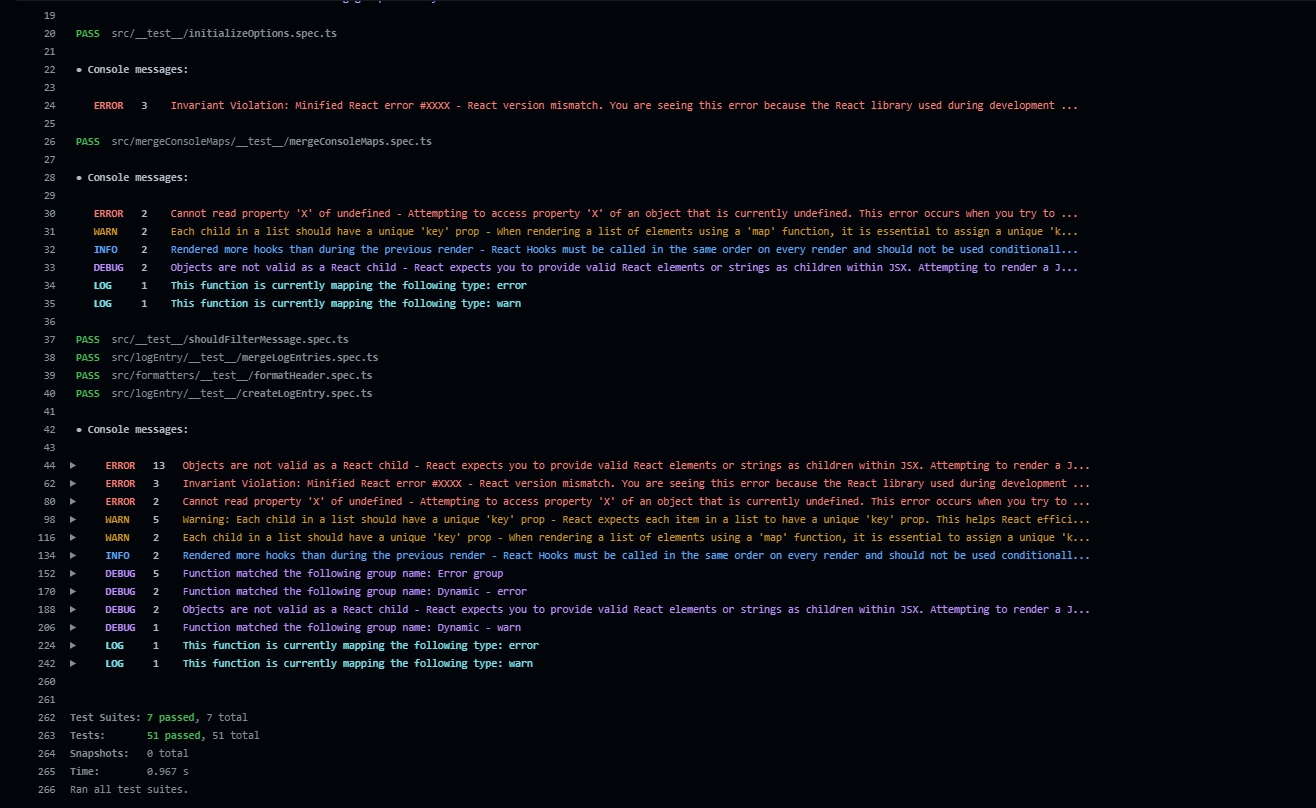 19
20 PASS src/__test__/initializeOptions.spec.ts
21
22 ● Console messages:
23
24 ERROR 3 Invariant Violation: Minified React error #XXXX - React version mismatch. You are seeing this error because the React library used during development ...
25
26 PASS src/mergeConsoleMaps/__test__/mergeConsoleMaps.spec.ts
27
28 ● Console messages:
29
30 ERROR 2 Cannot read property 'X' of undefined - Attempting to access property 'X' of an object that is currently undefined. This error occurs when you try to ...
31 WARN 2 Each child in a list should have a unique 'key' prop - When rendering a list of elements using a 'map' function, it is essential to assign a unique 'k...
32 INFO 2 Rendered more hooks than during the previous render - React Hooks must be called in the same order on every render and should not be used conditionall...
33 DEBUG 2 Objects are not valid as a React child - React expects you to provide valid React elements or strings as children within JSX. Attempting to render a J...
34 LOG 1 This function is currently mapping the following type: error
35 LOG 1 This function is currently mapping the following type: warn
36
37 PASS src/__test__/shouldFilterMessage.spec.ts
38 PASS src/logEntry/__test__/mergeLogEntries.spec.ts
39 PASS src/formatters/__test__/formatHeader.spec.ts
40 PASS src/logEntry/__test__/createLogEntry.spec.ts
41
42 ● Console messages:
43
44 ▶ ERROR 13 Objects are not valid as a React child - React expects you to provide valid React elements or strings as children within JSX. Attempting to render a J...
62 ▶ ERROR 3 Invariant Violation: Minified React error #XXXX - React version mismatch. You are seeing this error because the React library used during development ...
80 ▶ ERROR 2 Cannot read property 'X' of undefined - Attempting to access property 'X' of an object that is currently undefined. This error occurs when you try to ...
98 ▶ WARN 5 Warning: Each child in a list should have a unique 'key' prop - React expects each item in a list to have a unique 'key' prop. This helps React effici...
116 ▶ WARN 2 Each child in a list should have a unique 'key' prop - When rendering a list of elements using a 'map' function, it is essential to assign a unique 'k...
134 ▶ INFO 2 Rendered more hooks than during the previous render - React Hooks must be called in the same order on every render and should not be used conditionall...
152 ▶ DEBUG 5 Function matched the following group name: Error group
170 ▶ DEBUG 2 Function matched the following group name: Dynamic - error
188 ▶ DEBUG 2 Objects are not valid as a React child - React expects you to provide valid React elements or strings as children within JSX. Attempting to render a J...
206 ▶ DEBUG 1 Function matched the following group name: Dynamic - warn
224 ▶ LOG 1 This function is currently mapping the following type: error
242 ▶ LOG 1 This function is currently mapping the following type: warn
260
261
262 Test Suites: 7 passed, 7 total
263 Tests: 51 passed, 51 total
264 Snapshots: 0 total
265 Time: 0.967 s
266 Ran all test suites.